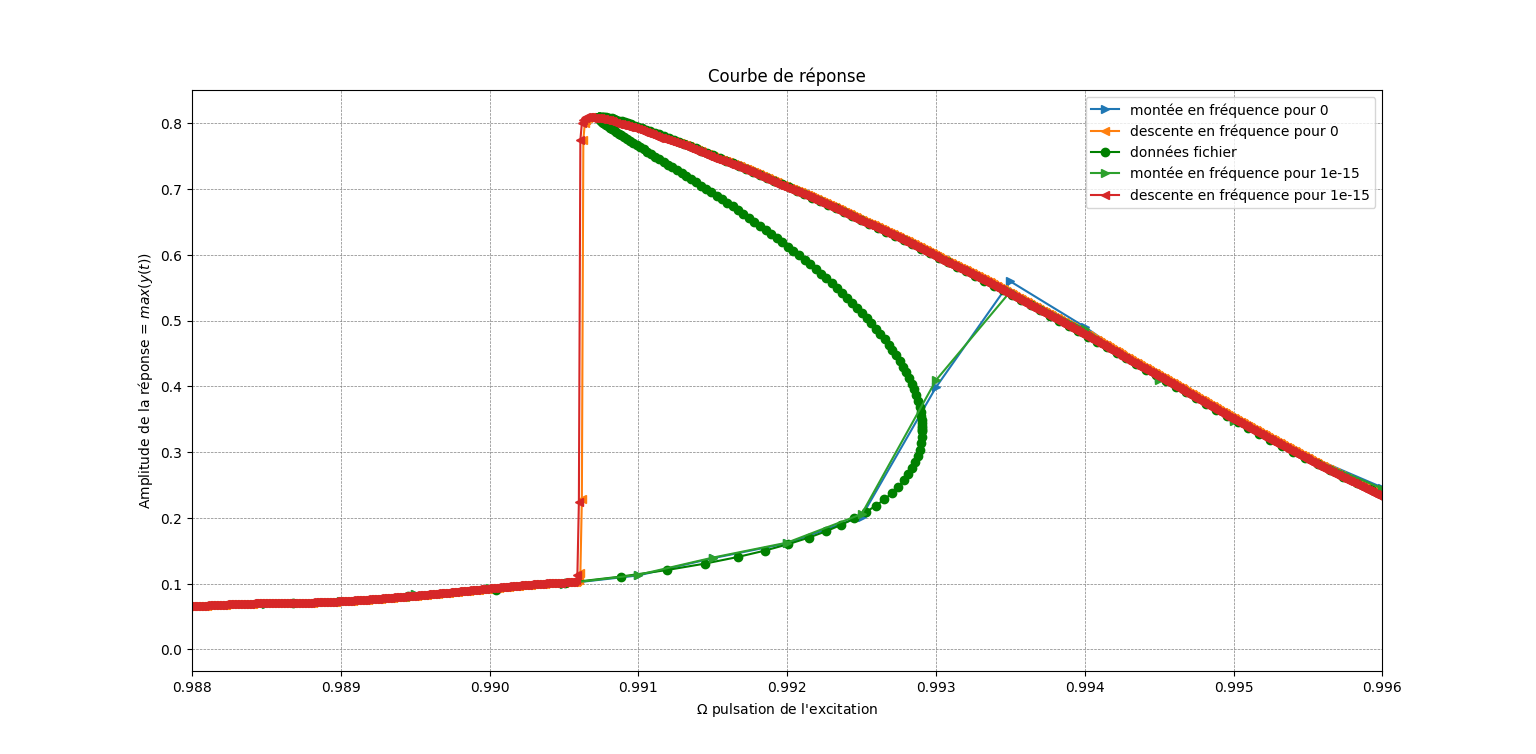 Courbe de réponse
montée en fréquence pour 0
descente en fréquence pour 0
données fichier
montée en fréquence pour 1e-15
descente en fréquence pour 1e-15
Amplitude de la réponse = max(y(t))
0.8
0.7
0.6
0.5
0.4
0.3
0.2
0.1
0.0
0.988 0.989 0.990 0.991 0.992 0.993 0.994 0.995 0.996
Ω pulsation de l'excitation